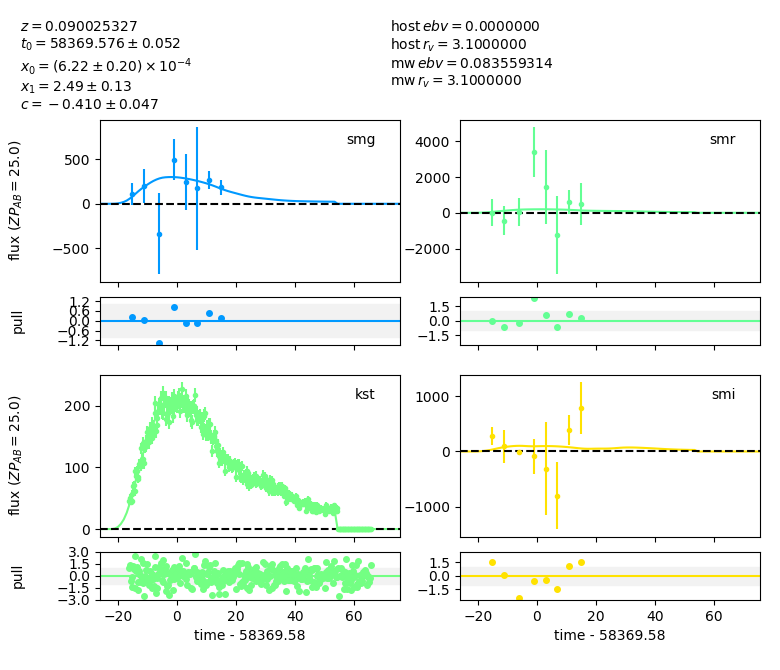 z = 0.090025327
t₀ = 58369.576 ± 0.052
x₀ = (6.22 ± 0.20) × 10⁻⁴
x₁ = 2.49 ± 0.13
c = −0.410 ± 0.047
host ebv = 0.0000000
host r_v = 3.1000000
mw ebv = 0.083559314
mw r_v = 3.1000000
flux (ZP_AB = 25.0)
500
0
−500
smg
4000
2000
0
−2000
smr
pull
1.2
0.6
0.0
−0.6
−1.2
1.5
0.0
−1.5
flux (ZP_AB = 25.0)
200
100
0
kst
1000
0
−1000
smi
pull
3.0
1.5
0.0
−1.5
−3.0
1.5
0.0
−1.5
−20 0 20 40 60
time - 58369.58
−20 0 20 40 60
time - 58369.58